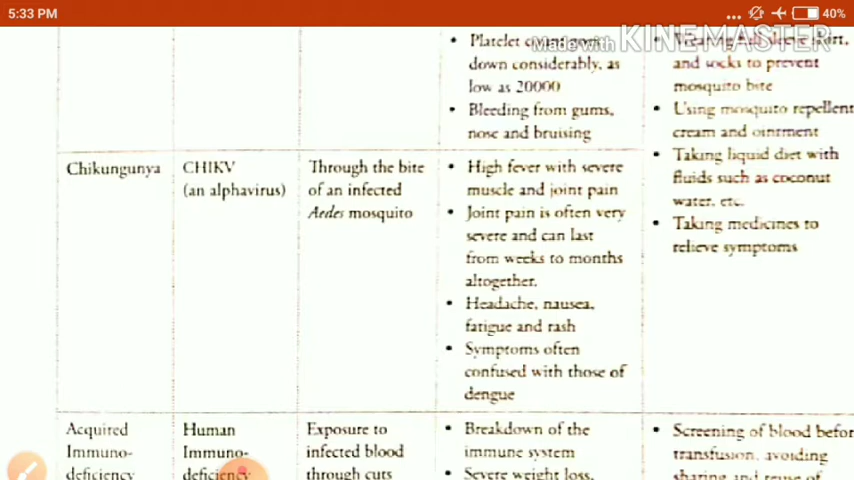 5:33 PM
40%
Made with KINEMASTER
Platelet count goes
down considerably, as
low as 20000
• Bleeding from gums,
nose and bruising
Wearing full sleeve shirt,
and socks to prevent
mosquito bite
• Using mosquito repellent
cream and ointment
• Taking liquid diet with
fluids such as coconut
water, etc.
• Taking medicines to
relieve symptoms
Chikungunya
CHIKV
(an alphavirus)
Through the bite
of an infected
Aedes mosquito
• High fever with severe
muscle and joint pain
• Joint pain is often very
severe and can last
from weeks to months
altogether.
• Headache, nausea,
fatigue and rash
• Symptoms often
confused with those of
dengue
Acquired
Immuno-
deficiency
Human
Immuno-
deficiency
Exposure to
infected blood
through cuts
• Breakdown of the
immune system
• Severe weight loss,
• Screening of blood befor
transfusion, avoiding
sharing and reuse of